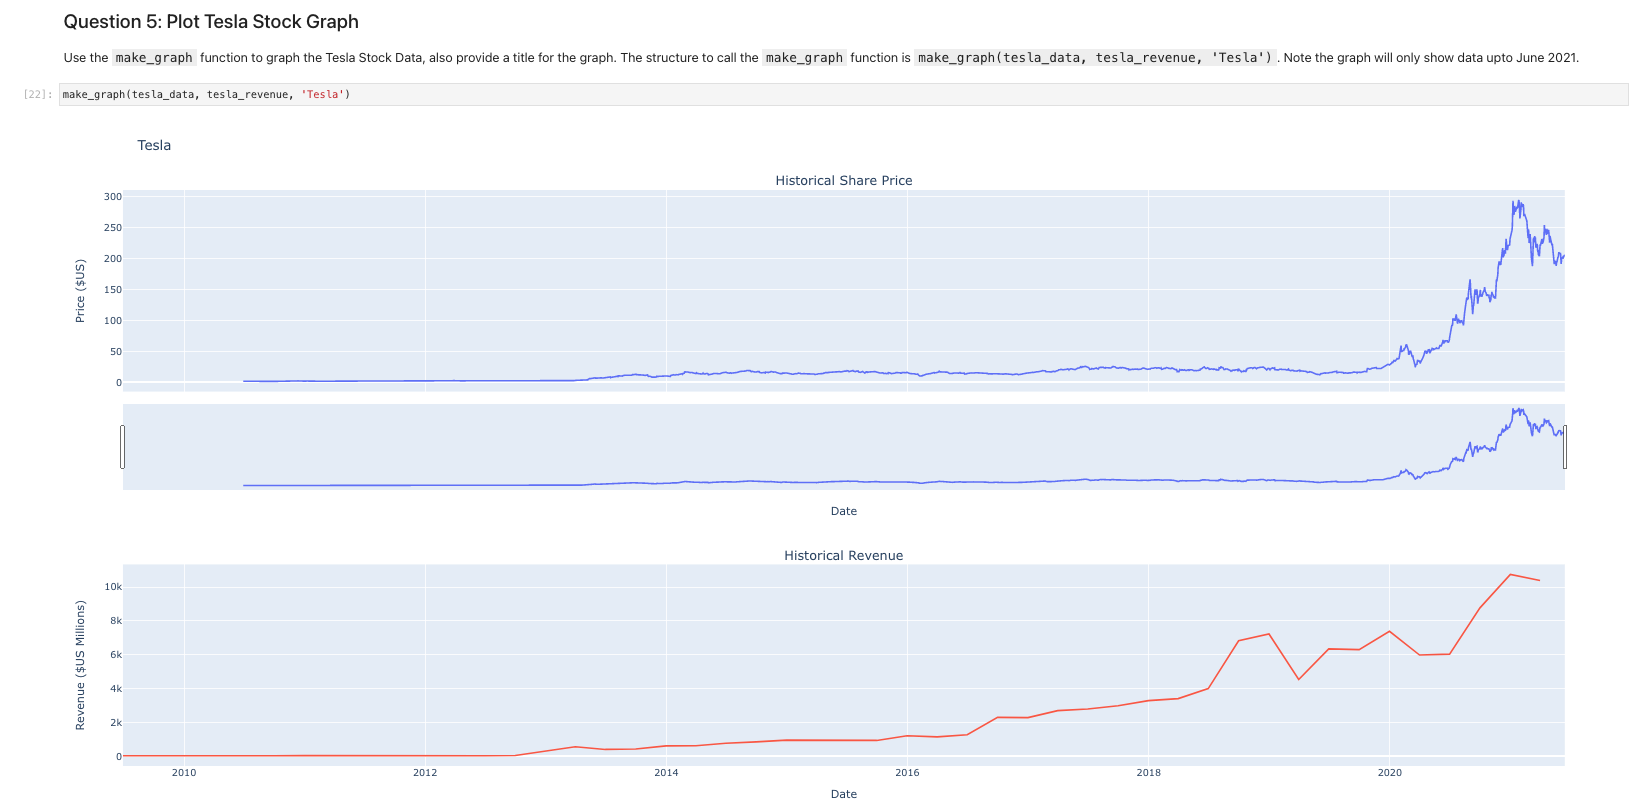 Question 5: Plot Tesla Stock Graph
Use the make_graph function to graph the Tesla Stock Data, also provide a title for the graph. The structure to call the make_graph function is make_graph(tesla_data, tesla_revenue, 'Tesla') . Note the graph will only show data upto June 2021.
[22]: make_graph(tesla_data, tesla_revenue, 'Tesla')
Tesla
Historical Share Price
Price ($US)
300
250
200
150
100
50
0
Date
Historical Revenue
Revenue ($US Millions)
10k
8k
6k
4k
2k
0
2010 2012 2014 2016 2018 2020
Date